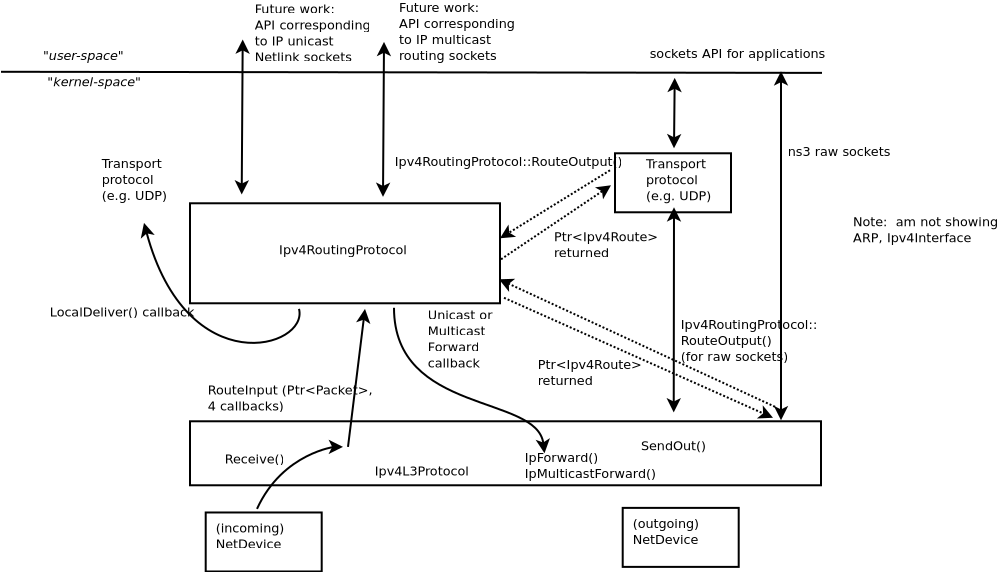 Future work:
API corresponding
to IP unicast
Netlink sockets
Future work:
API corresponding
to IP multicast
routing sockets
"user-space"
sockets API for applications
"kernel-space"
Transport
protocol
(e.g. UDP)
Ipv4RoutingProtocol::RouteOutput()
Transport
protocol
(e.g. UDP)
ns3 raw sockets
Note:  am not showing
ARP, Ipv4Interface
Ipv4RoutingProtocol
Ptr<Ipv4Route>
returned
LocalDeliver() callback
Unicast or
Multicast
Forward
callback
Ipv4RoutingProtocol::
RouteOutput()
(for raw sockets)
Ptr<Ipv4Route>
returned
RouteInput (Ptr<Packet>,
4 callbacks)
Receive()
Ipv4L3Protocol
SendOut()
IpForward()
IpMulticastForward()
(incoming)
NetDevice
(outgoing)
NetDevice